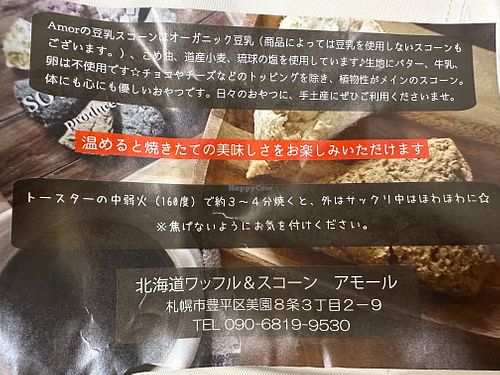 Amorの豆乳スコーンはオーガニック豆乳（商品によっては豆乳を使用しないスコーンも
ございます。）、こめ油、道産小麦、琉球の塩を使用しています♪生地にバター、牛乳、
卵は不使用です☆チョコやチーズなどのトッピングを除き、植物性がメインのスコーン。
体にも心にも優しいおやつです。日々のおやつに、手土産にぜひご利用くださいませ。
produce
温めると焼きたての美味しさをお楽しみいただけます
HappyCow
トースターの中弱火（160度）で約3～4分焼くと、外はサックリ中はほわほわに☆
※焦げないようにお気を付けください。
北海道ワッフル＆スコーン　アモール
札幌市豊平区美園8条3丁目2－9
TEL 090-6819-9530